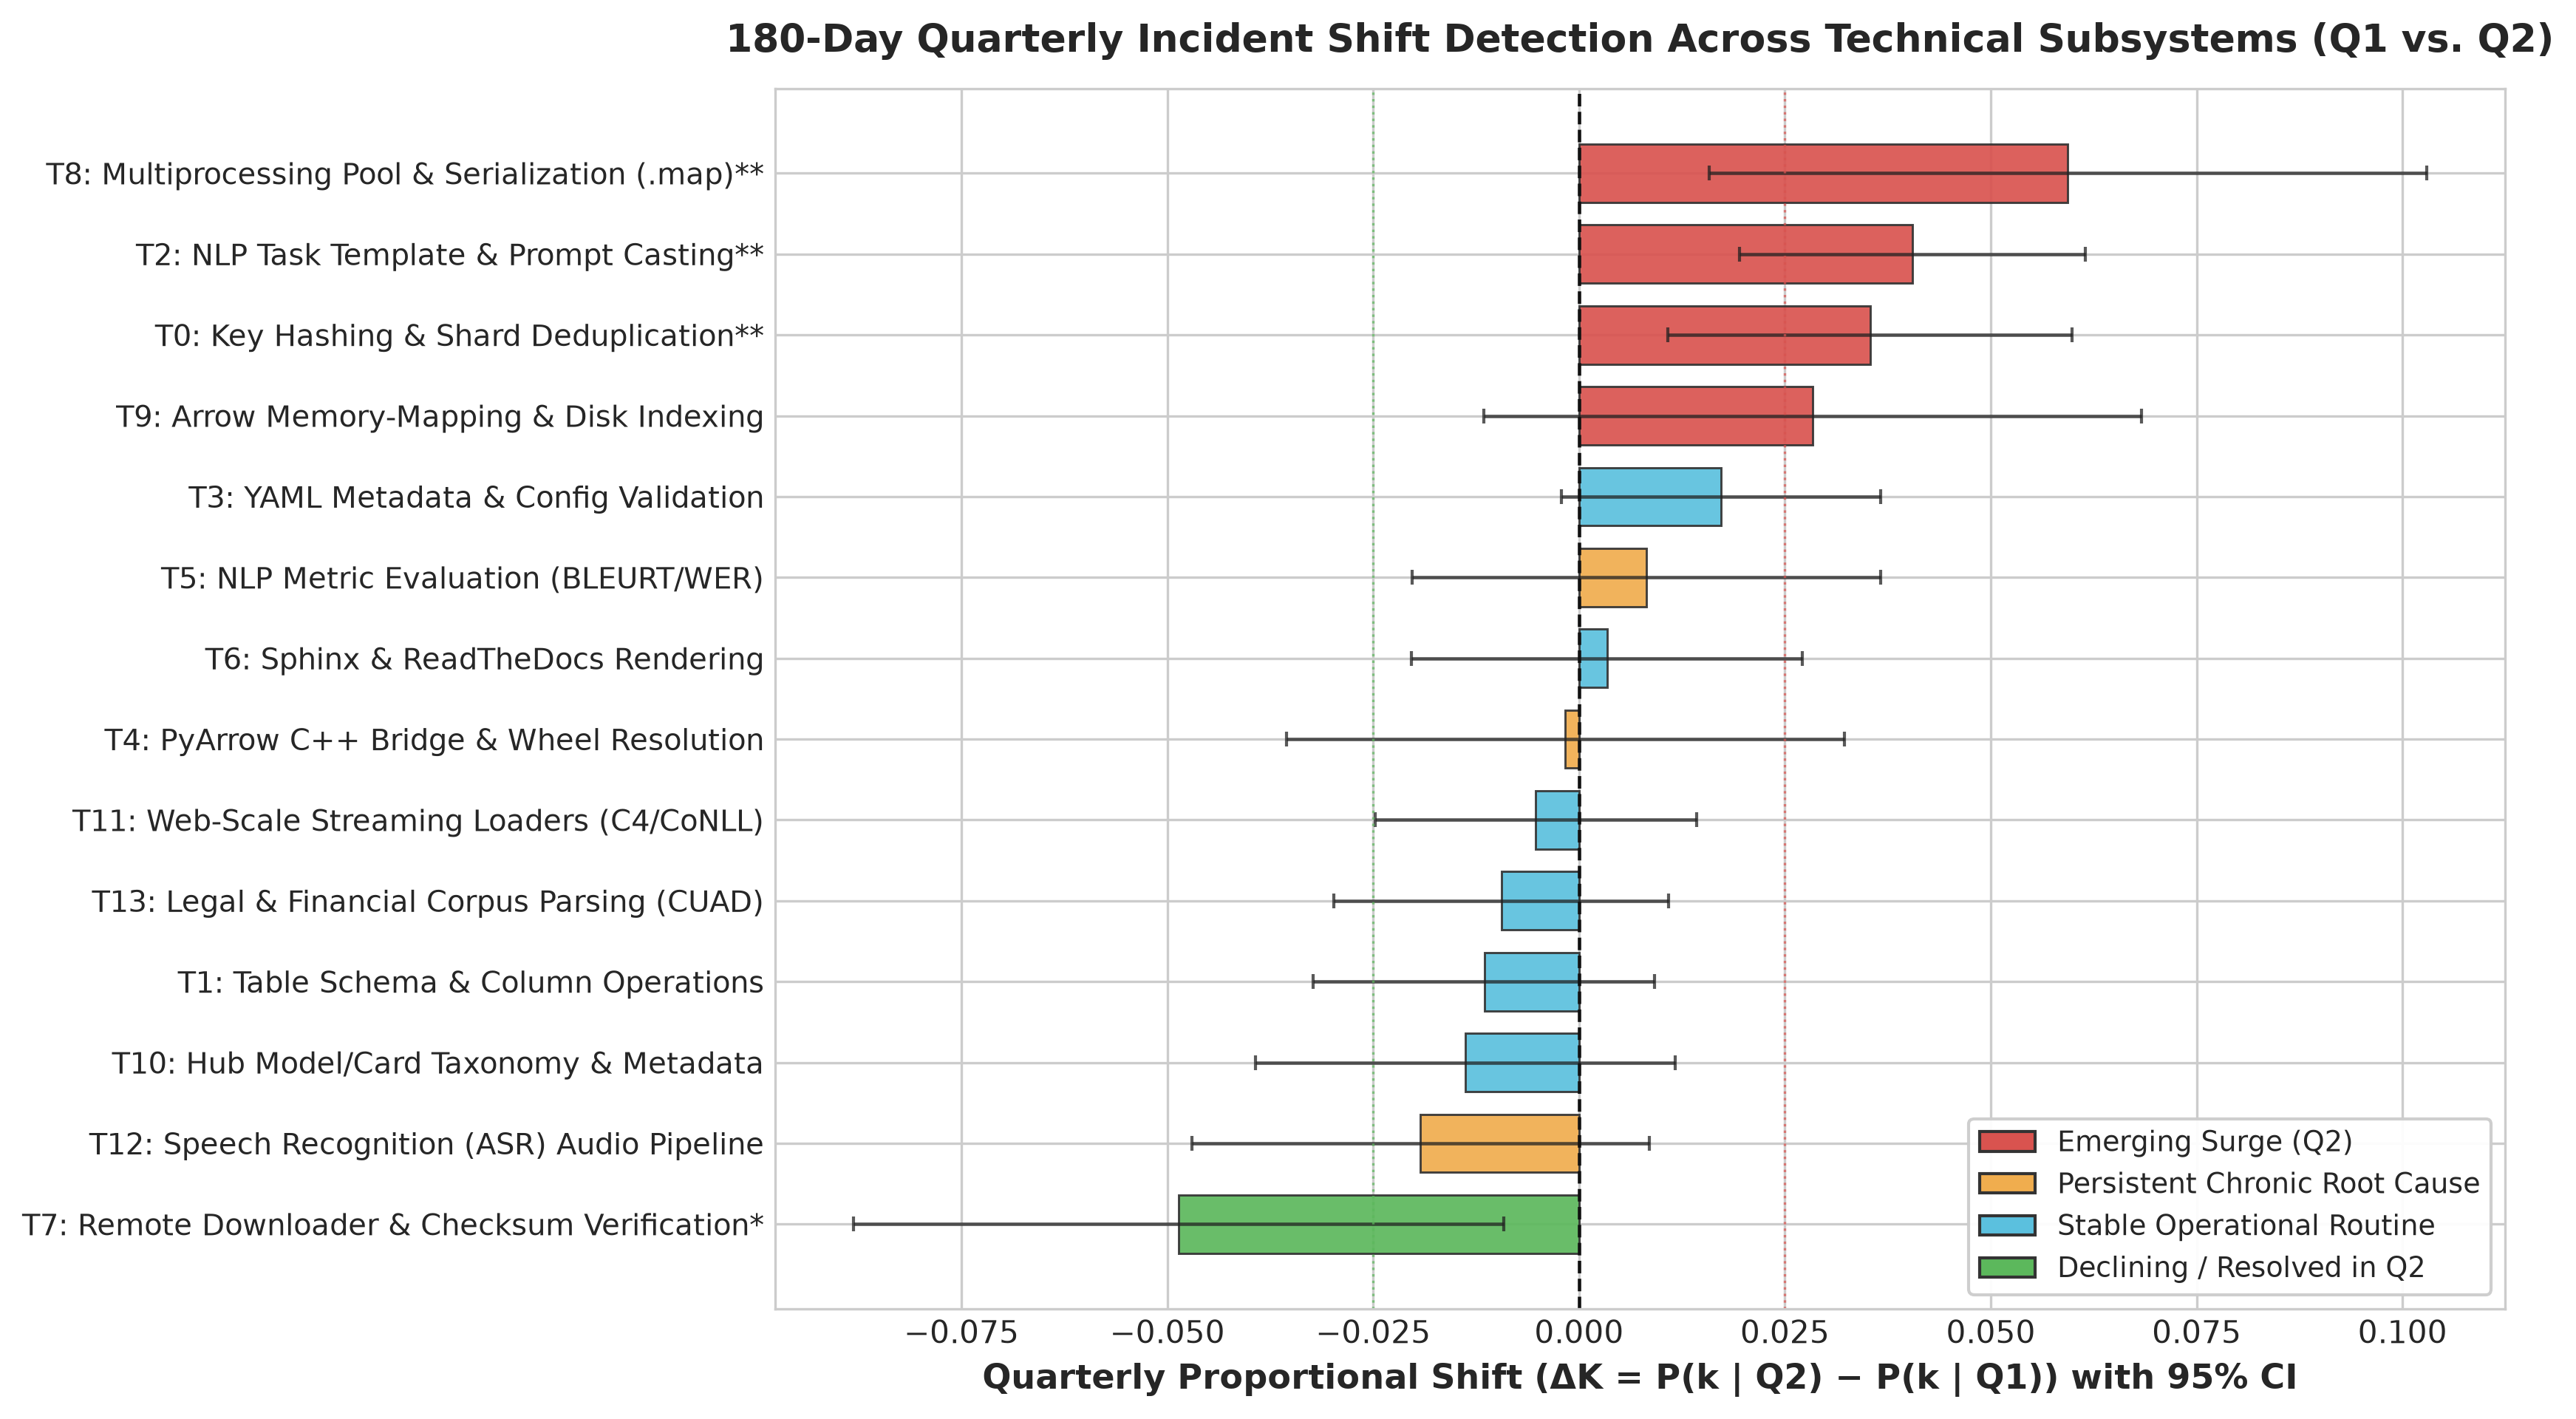 180-Day Quarterly Incident Shift Detection Across Technical Subsystems (Q1 vs. Q2)
T8: Multiprocessing Pool & Serialization (.map)**
T2: NLP Task Template & Prompt Casting**
T0: Key Hashing & Shard Deduplication**
T9: Arrow Memory-Mapping & Disk Indexing
T3: YAML Metadata & Config Validation
T5: NLP Metric Evaluation (BLEURT/WER)
T6: Sphinx & ReadTheDocs Rendering
T4: PyArrow C++ Bridge & Wheel Resolution
T11: Web-Scale Streaming Loaders (C4/CoNLL)
T13: Legal & Financial Corpus Parsing (CUAD)
T1: Table Schema & Column Operations
T10: Hub Model/Card Taxonomy & Metadata
T12: Speech Recognition (ASR) Audio Pipeline
T7: Remote Downloader & Checksum Verification*
Emerging Surge (Q2)
Persistent Chronic Root Cause
Stable Operational Routine
Declining / Resolved in Q2
−0.075 −0.050 −0.025 0.000 0.025 0.050 0.075 0.100
Quarterly Proportional Shift (ΔK = P(k | Q2) − P(k | Q1)) with 95% CI